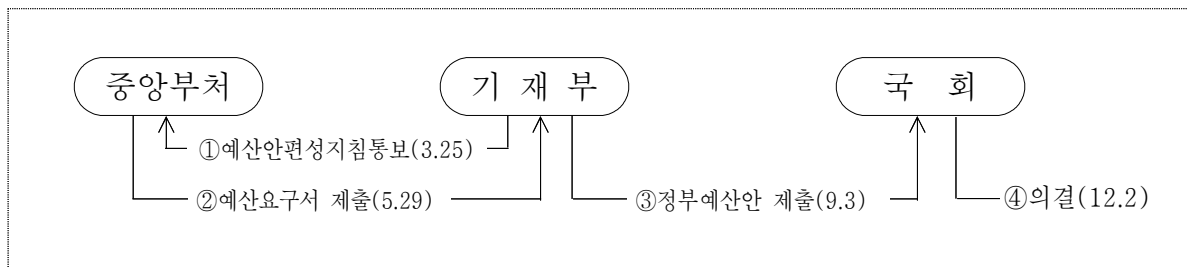 중앙부처 기 재 부 국 회
①예산안편성지침통보(3.25)
②예산요구서 제출(5.29) ③정부예산안 제출(9.3) ④의결(12.2)